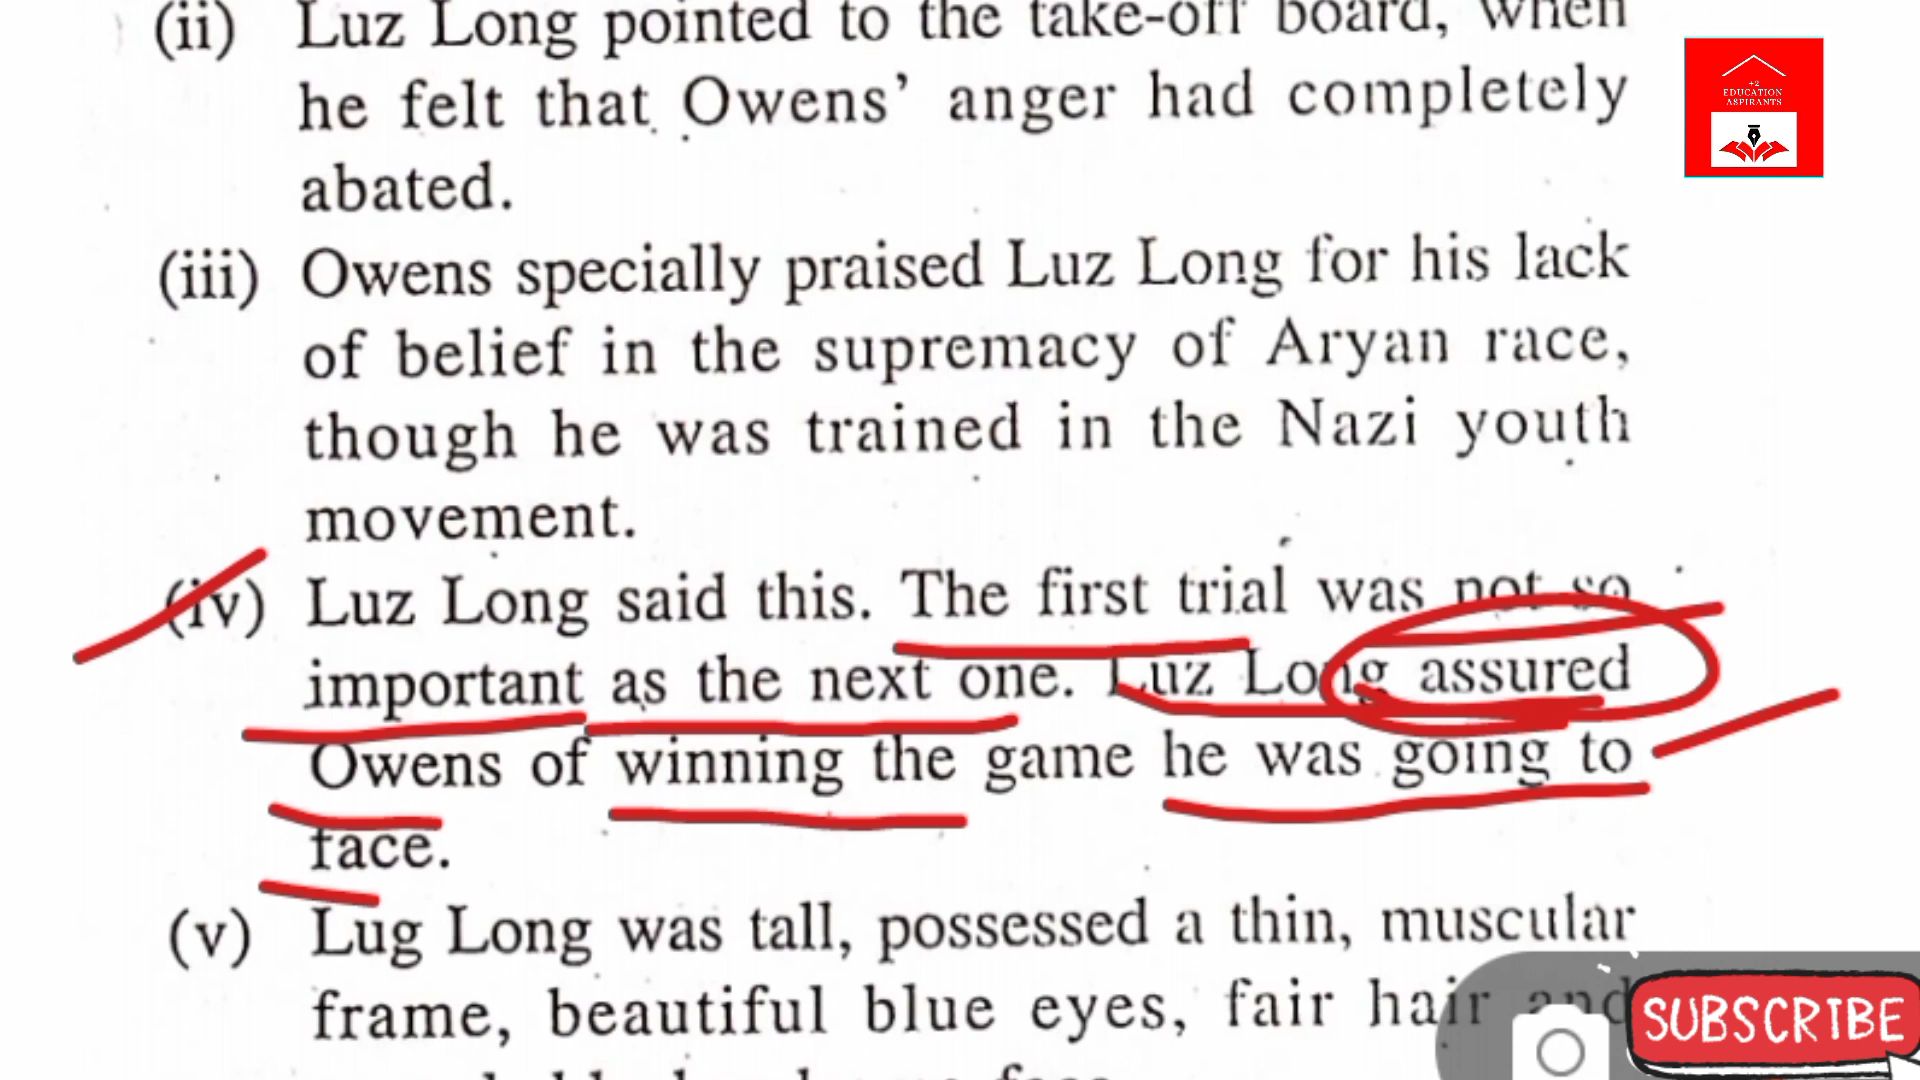 (ii) Luz Long pointed to the take-off board, when
he felt that Owens' anger had completely
abated.
+2
EDUCATION
ASPIRANTS
(iii) Owens specially praised Luz Long for his lack
of belief in the supremacy of Aryan race,
though he was trained in the Nazi youth
movement.
(iv) Luz Long said this. The first trial was not so
important as the next one. Luz Long assured
Owens of winning the game he was going to
face.
(v) Lug Long was tall, possessed a thin, muscular
frame, beautiful blue eyes, fair hair and
face
SUBSCRIBE